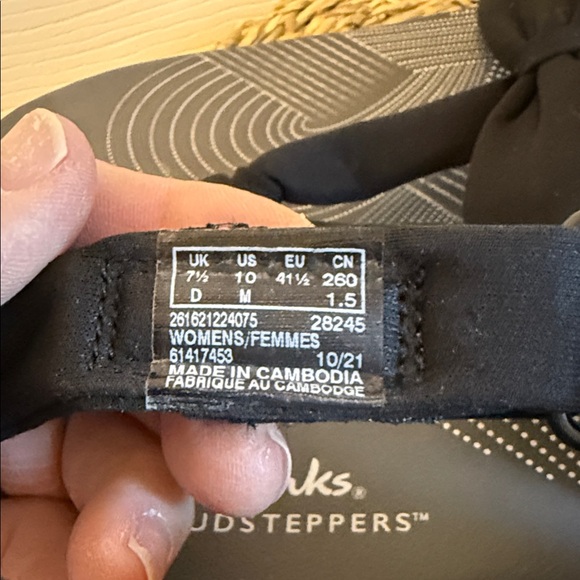 UK US EU CN
7½ 10 41½ 260
D M 1.5
261621224075 28245
WOMENS/FEMMES
61417453 10/21
MADE IN CAMBODIA
FABRIQUE AU CAMBODGE
ks®
UDSTEPPERS™